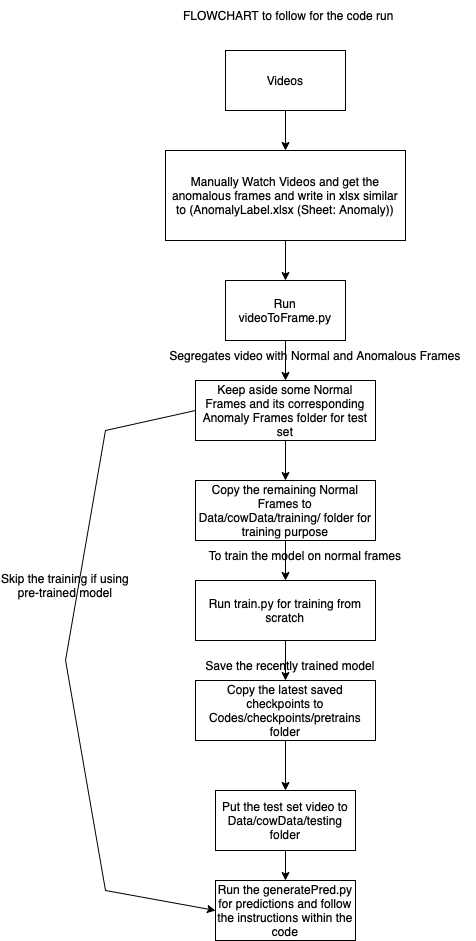 FLOWCHART to follow for the code run
Videos
Manually Watch Videos and get the
anomalous frames and write in xlsx similar
to (AnomalyLabel.xlsx (Sheet: Anomaly))
Run
videoToFrame.py
Segregates video with Normal and Anomalous Frames
Keep aside some Normal
Frames and its corresponding
Anomaly Frames folder for test
set
Copy the remaining Normal
Frames to
Data/cowData/training/ folder for
training purpose
To train the model on normal frames
Skip the training if using
pre-trained model
Run train.py for training from
scratch
Save the recently trained model
Copy the latest saved
checkpoints to
Codes/checkpoints/pretrains
folder
Put the test set video to
Data/cowData/testing
folder
Run the generatePred.py
for predictions and follow
the instructions within the
code